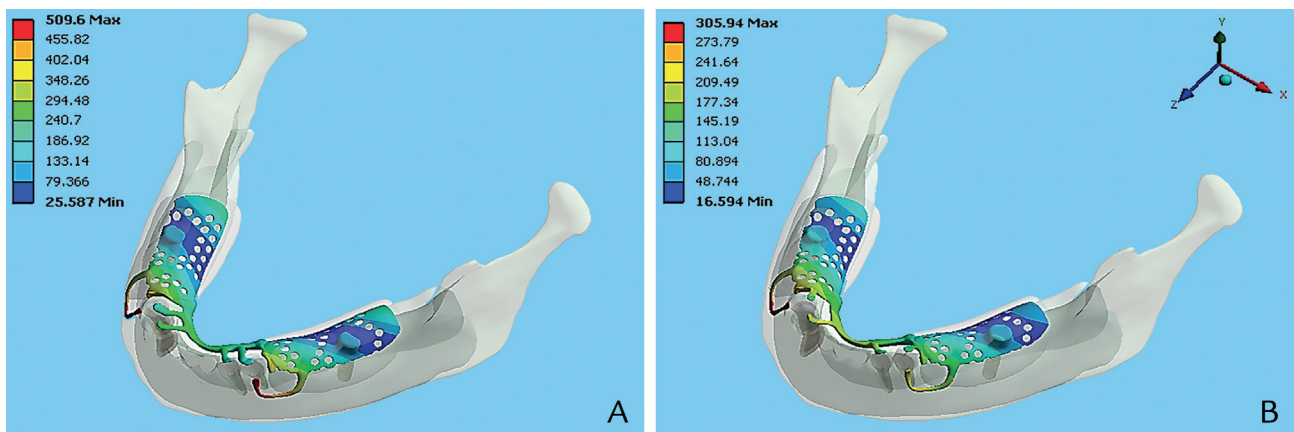 509.6 Max
455.82
402.04
348.26
294.48
240.7
186.92
133.14
79.366
25.587 Min
A
305.94 Max
273.79
241.64
209.49
177.34
145.19
113.04
80.894
48.744
16.594 Min
Y
X
Z
B